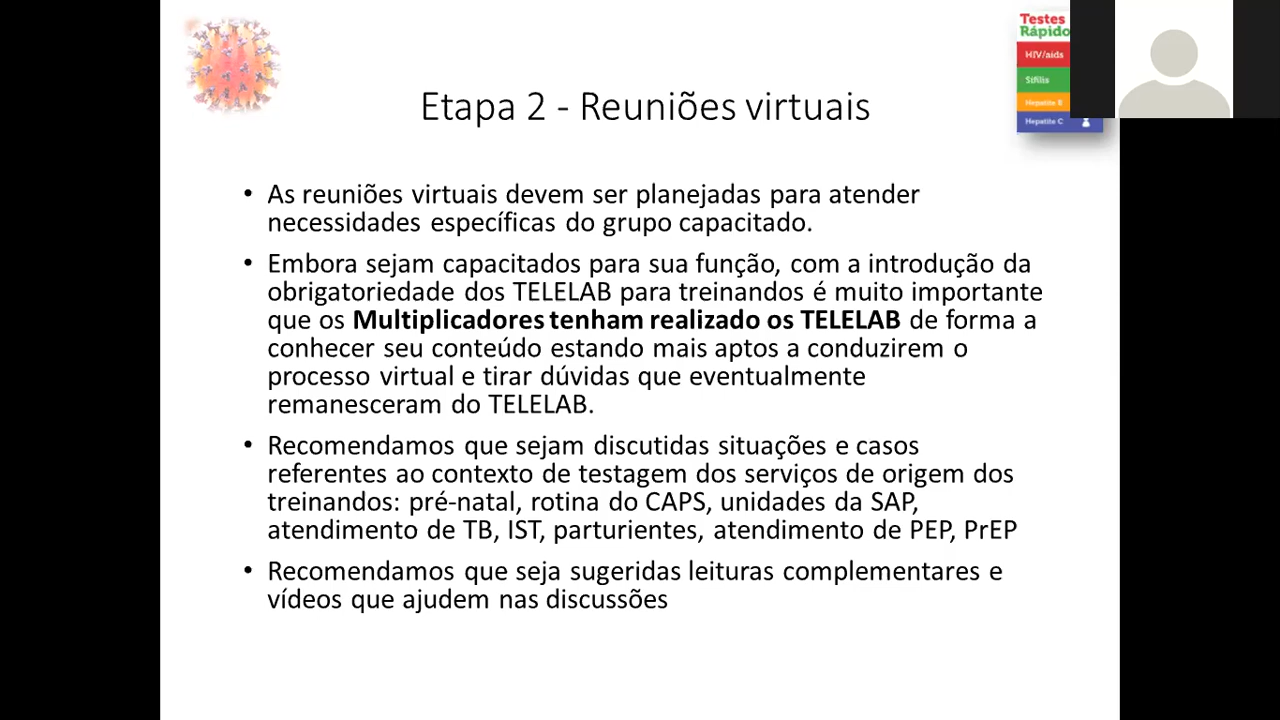 Testes
Rápido
HIV/aids
Sífilis
Hepatite B
Hepatite C
Etapa 2 - Reuniões virtuais
• As reuniões virtuais devem ser planejadas para atender
necessidades específicas do grupo capacitado.
• Embora sejam capacitados para sua função, com a introdução da
obrigatoriedade dos TELELAB para treinandos é muito importante
que os Multiplicadores tenham realizado os TELELAB de forma a
conhecer seu conteúdo estando mais aptos a conduzirem o
processo virtual e tirar dúvidas que eventualmente
remanesceram do TELELAB.
• Recomendamos que sejam discutidas situações e casos
referentes ao contexto de testagem dos serviços de origem dos
treinandos: pré-natal, rotina do CAPS, unidades da SAP,
atendimento de TB, IST, parturientes, atendimento de PEP, PrEP
• Recomendamos que seja sugeridas leituras complementares e
vídeos que ajudem nas discussões